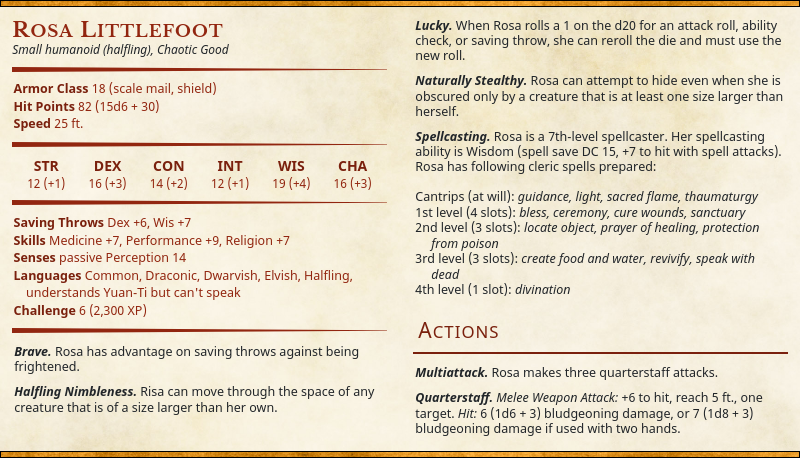 Rosa Littlefoot
Small humanoid (halfling), Chaotic Good
Armor Class 18 (scale mail, shield)
Hit Points 82 (15d6 + 30)
Speed 25 ft.
STR DEX CON INT WIS CHA
12 (+1) 16 (+3) 14 (+2) 12 (+1) 19 (+4) 16 (+3)
Saving Throws Dex +6, Wis +7
Skills Medicine +7, Performance +9, Religion +7
Senses passive Perception 14
Languages Common, Draconic, Dwarvish, Elvish, Halfling,
understands Yuan-Ti but can't speak
Challenge 6 (2,300 XP)
Brave. Rosa has advantage on saving throws against being
frightened.
Halfling Nimbleness. Risa can move through the space of any
creature that is of a size larger than her own.
Lucky. When Rosa rolls a 1 on the d20 for an attack roll, ability
check, or saving throw, she can reroll the die and must use the
new roll.
Naturally Stealthy. Rosa can attempt to hide even when she is
obscured only by a creature that is at least one size larger than
herself.
Spellcasting. Rosa is a 7th-level spellcaster. Her spellcasting
ability is Wisdom (spell save DC 15, +7 to hit with spell attacks).
Rosa has following cleric spells prepared:
Cantrips (at will): guidance, light, sacred flame, thaumaturgy
1st level (4 slots): bless, ceremony, cure wounds, sanctuary
2nd level (3 slots): locate object, prayer of healing, protection
from poison
3rd level (3 slots): create food and water, revivify, speak with
dead
4th level (1 slot): divination
Actions
Multiattack. Rosa makes three quarterstaff attacks.
Quarterstaff. Melee Weapon Attack: +6 to hit, reach 5 ft., one
target. Hit: 6 (1d6 + 3) bludgeoning damage, or 7 (1d8 + 3)
bludgeoning damage if used with two hands.